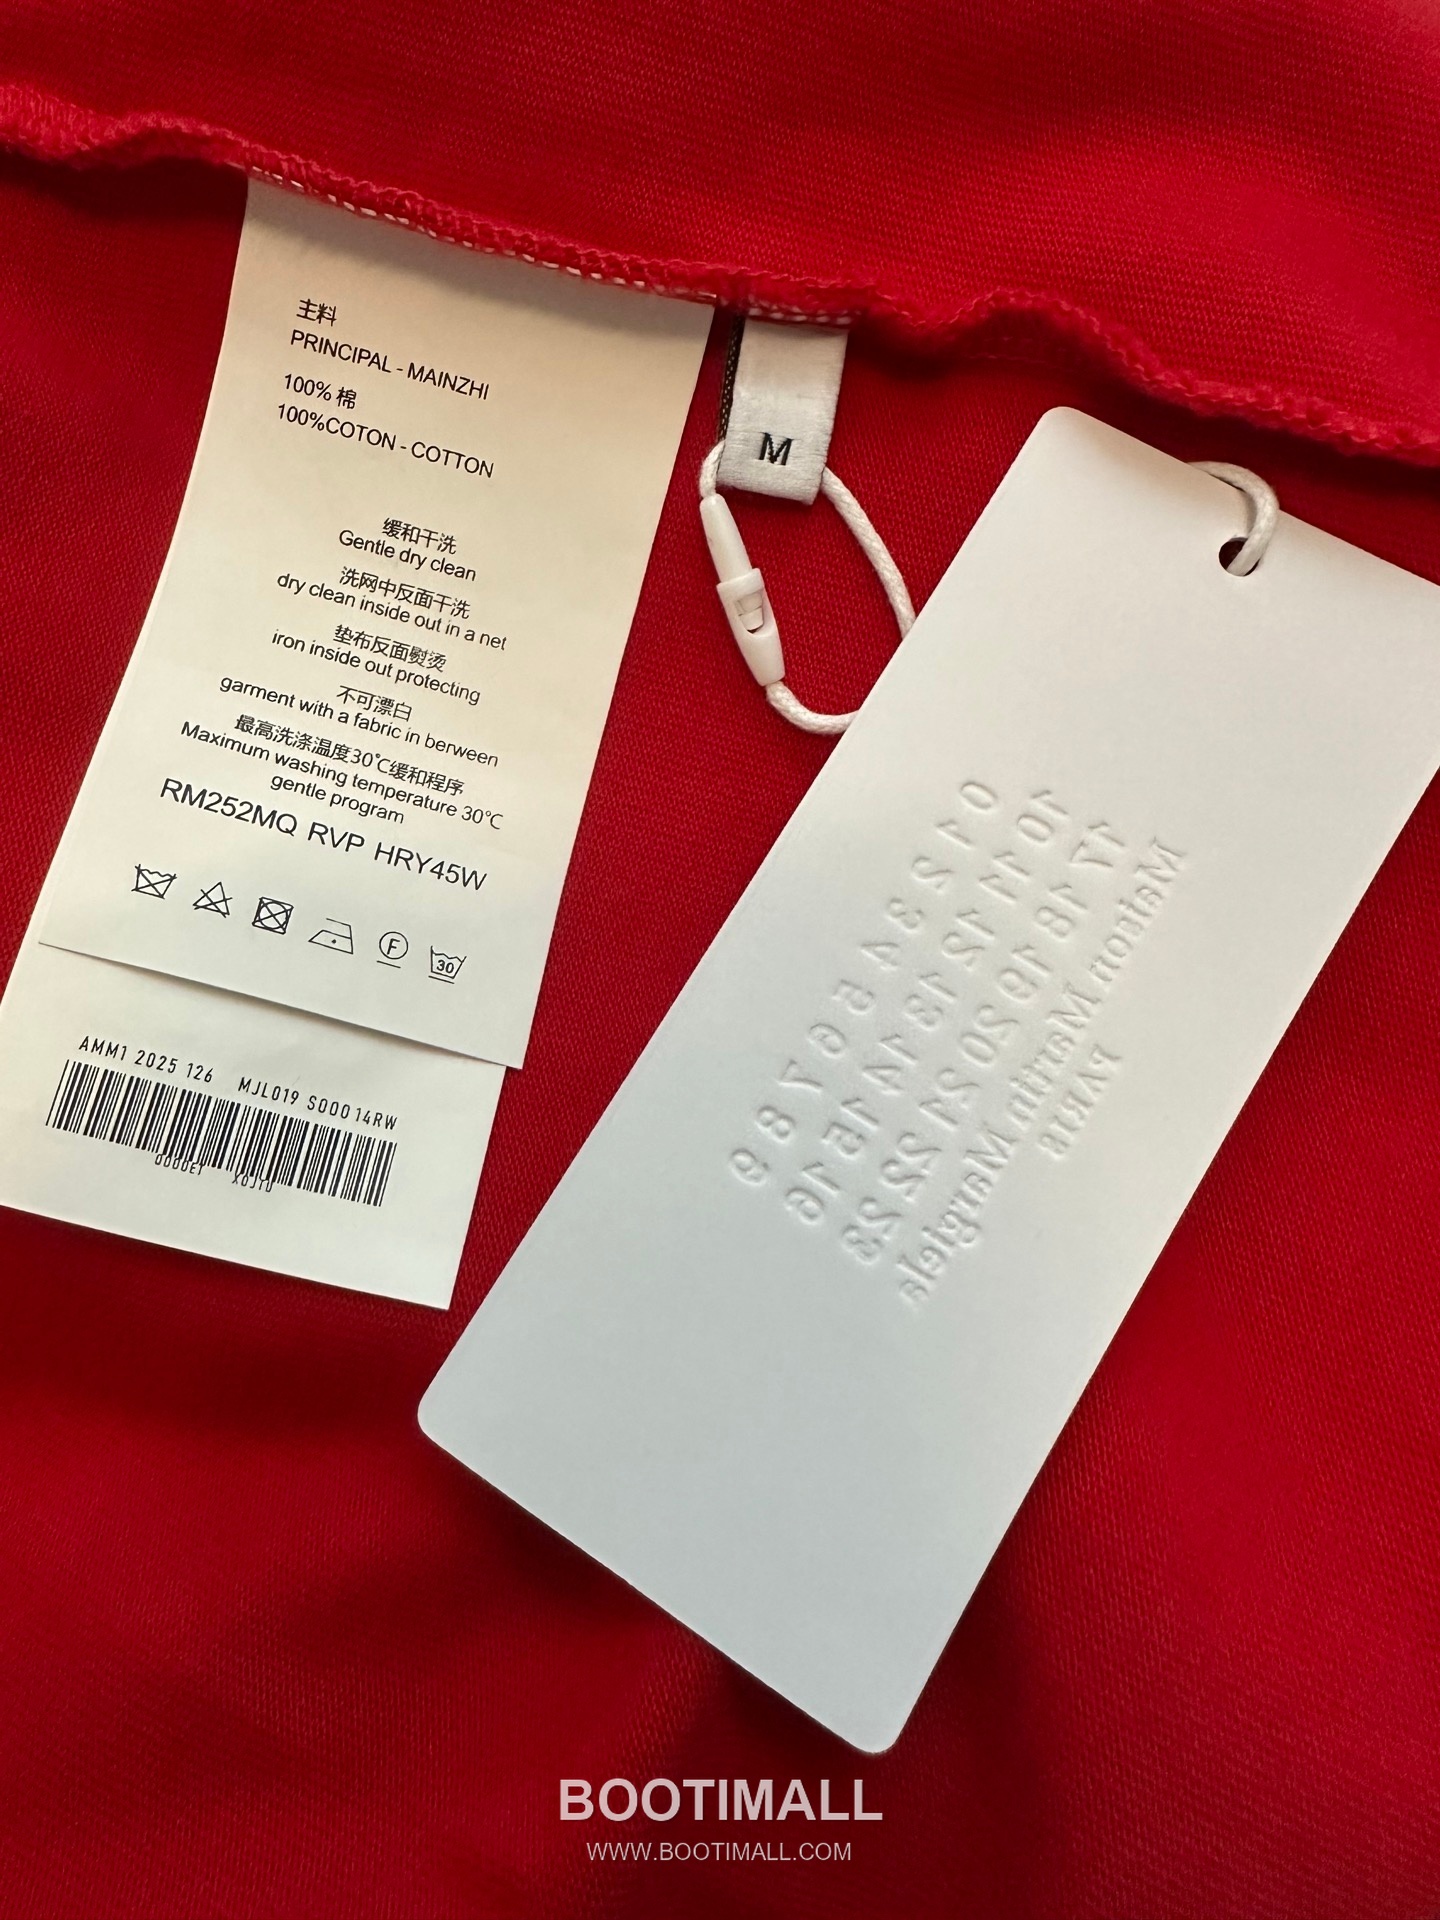 主料
PRINCIPAL - MAINZHI
100% 棉
100%COTON - COTTON
缓和干洗
Gentle dry clean
洗网中反面干洗
dry clean inside out in a net
垫布反面熨烫
iron inside out protecting
不可漂白
garment with a fabric in berween
最高洗涤温度30℃缓和程序
Maximum washing temperature 30℃
gentle program
RM252MQ RVP HRY45W
F
30
AMM1 2025 126 MJL019 S00014RW
M
0 1 2 3 4 5 6 7 8 9
10 11 12 13 14 15 16
17 18 19 20 21 22 23
Maison Martin Margiela
PARIS
BOOTIMALL
WWW.BOOTIMALL.COM